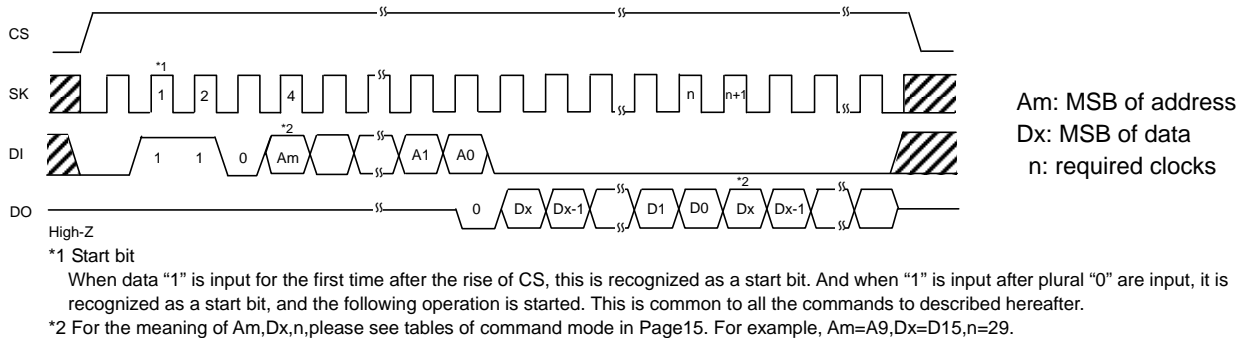 CS
SK
*1
1 2 4 n n+1
Am: MSB of address
Dx: MSB of data
n: required clocks
DI
*2
1 1 0 Am A1 A0
DO
*2
0 Dx Dx-1 D1 D0 Dx Dx-1
High-Z
*1 Start bit
When data “1” is input for the first time after the rise of CS, this is recognized as a start bit. And when “1” is input after plural “0” are input, it is
recognized as a start bit, and the following operation is started. This is common to all the commands to described hereafter.
*2 For the meaning of Am,Dx,n,please see tables of command mode in Page15. For example, Am=A9,Dx=D15,n=29.